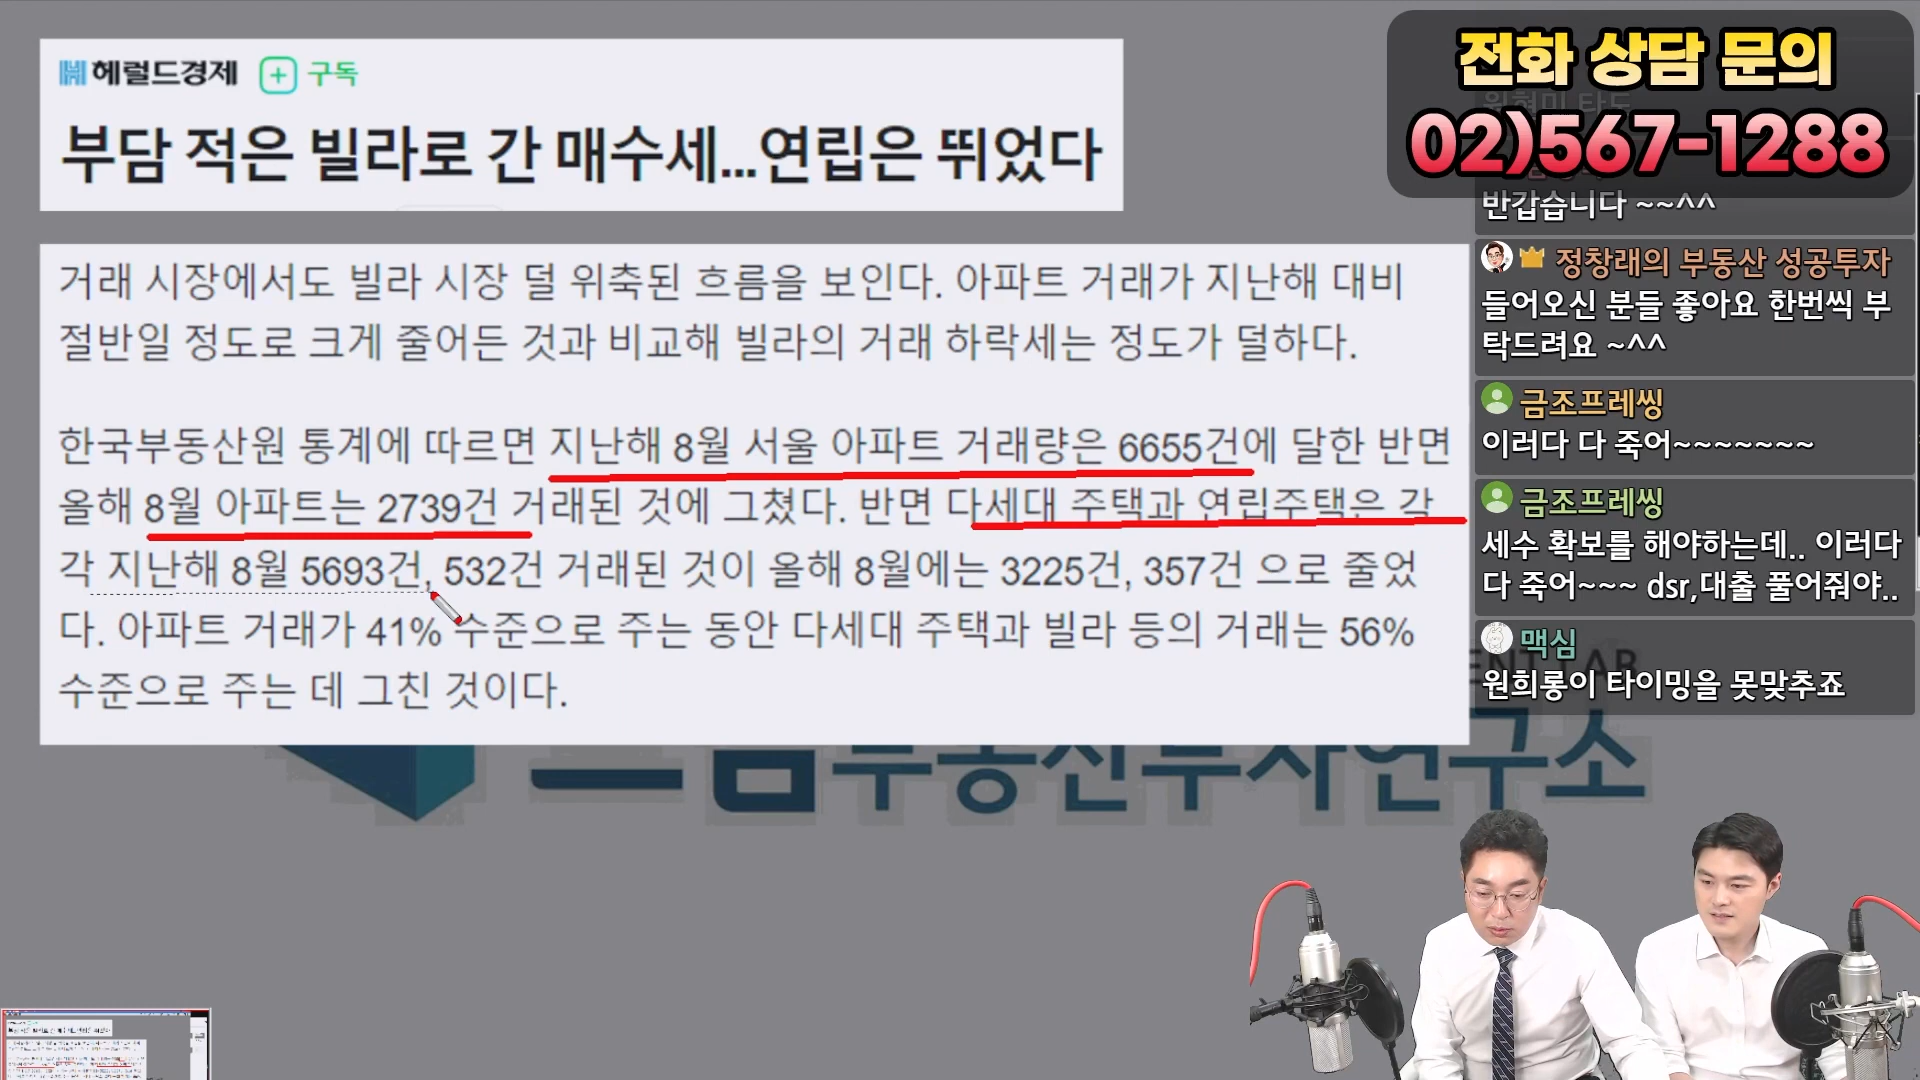 헤럴드경제 + 구독
부담 적은 빌라로 간 매수세...연립은 뛰었다
거래 시장에서도 빌라 시장 덜 위축된 흐름을 보인다. 아파트 거래가 지난해 대비
절반일 정도로 크게 줄어든 것과 비교해 빌라의 거래 하락세는 정도가 덜하다.
한국부동산원 통계에 따르면 지난해 8월 서울 아파트 거래량은 6655건에 달한 반면
올해 8월 아파트는 2739건 거래된 것에 그쳤다. 반면 다세대 주택과 연립주택은 각
각 지난해 8월 5693건, 532건 거래된 것이 올해 8월에는 3225건, 357건 으로 줄었
다. 아파트 거래가 41% 수준으로 주는 동안 다세대 주택과 빌라 등의 거래는 56%
수준으로 주는 데 그친 것이다.
부동산투자연구소
전화 상담 문의
02)567-1288
반갑습니다 ~~^^
정창래의 부동산 성공투자
들어오신 분들 좋아요 한번씩 부
탁드려요 ~^^
금조프레씽
이러다 다 죽어~~~~~~~
금조프레씽
세수 확보를 해야하는데.. 이러다
다 죽어~~~ dsr,대출 풀어줘야..
맥심
원희롱이 타이밍을 못맞추죠